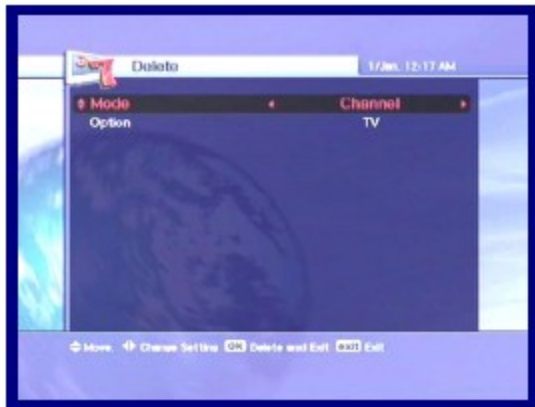 Delete 1/Jan. 12:17 AM
Mode Channel
Option TV
Move Change Setting OK Delete and Exit exit Exit